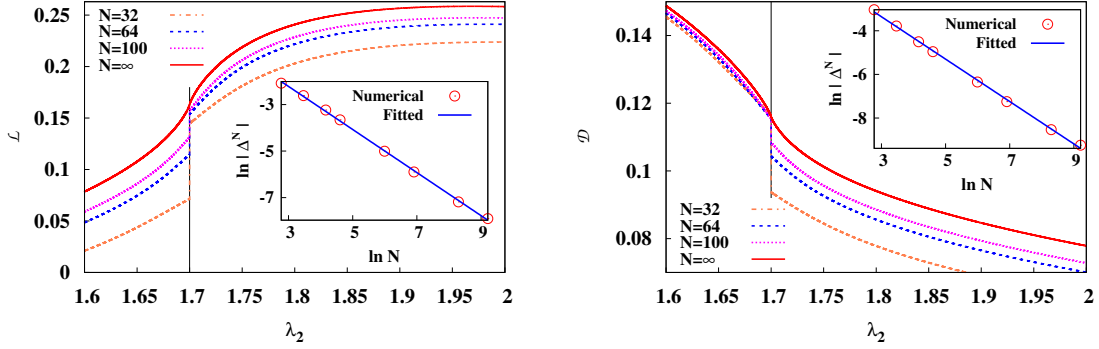 N=32
N=64
N=100
N=∞
0.25
0.2
0.15
0.1
0.05
0
ℒ
1.6
1.65
1.7
1.75
1.8
1.85
1.9
1.95
2
λ2
Numerical
Fitted
-3
-5
-7
ln | Δ^N |
3
5
7
9
ln N
0.14
0.12
0.1
0.08
𝒟
N=32
N=64
N=100
N=∞
1.6
1.65
1.7
1.75
1.8
1.85
1.9
1.95
2
λ2
Numerical
Fitted
-4
-6
-8
ln | Δ^N |
3
5
7
9
ln N